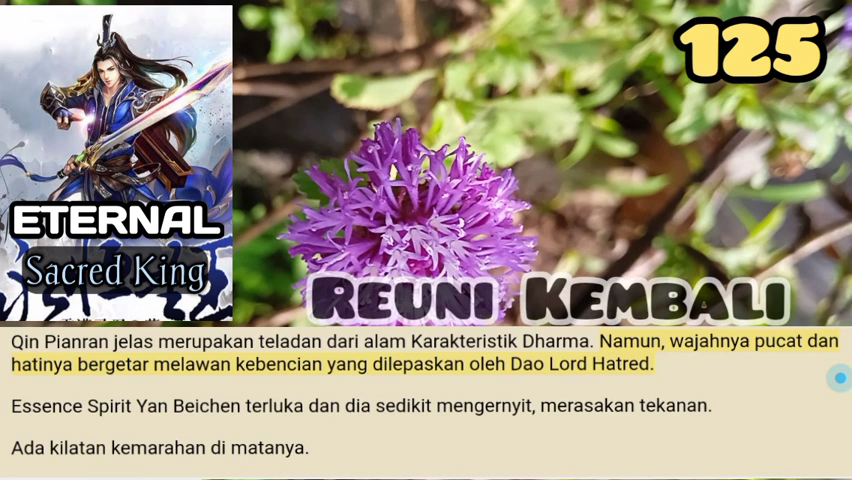 125
ETERNAL
Sacred King
REUNI KEMBALI
Qin Pianran jelas merupakan teladan dari alam Karakteristik Dharma. Namun, wajahnya pucat dan
hatinya bergetar melawan kebencian yang dilepaskan oleh Dao Lord Hatred.
Essence Spirit Yan Beichen terluka dan dia sedikit mengernyit, merasakan tekanan.
Ada kilatan kemarahan di matanya.